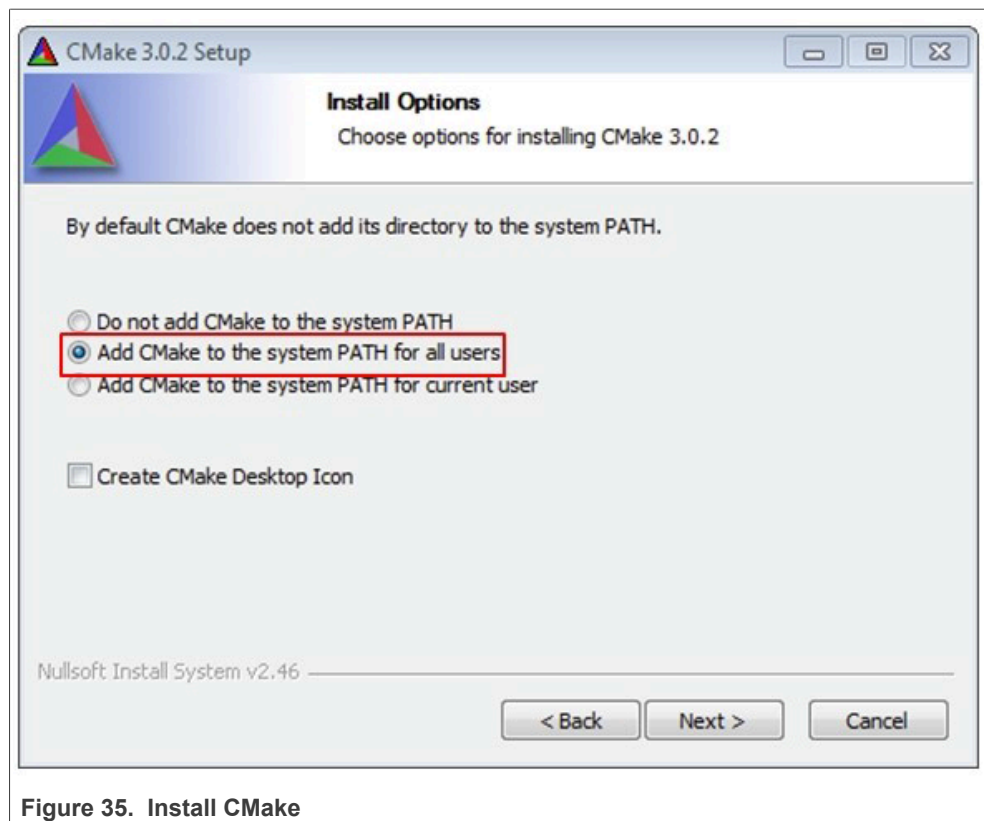 CMake 3.0.2 Setup
Install Options
Choose options for installing CMake 3.0.2
By default CMake does not add its directory to the system PATH.
Do not add CMake to the system PATH
Add CMake to the system PATH for all users
Add CMake to the system PATH for current user
Create CMake Desktop Icon
Nullsoft Install System v2.46
< Back Next > Cancel
Figure 35. Install CMake